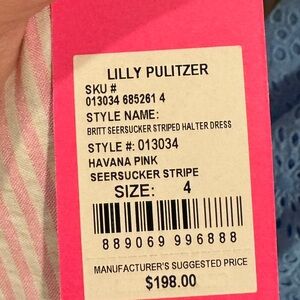 LILLY PULITZER
SKU #
013034 685261 4
STYLE NAME:
BRITT SEERSUCKER STRIPED HALTER DRESS
STYLE #: 013034
HAVANA PINK
SEERSUCKER STRIPE
SIZE: 4
889069 996888
MANUFACTURER'S SUGGESTED PRICE
$198.00